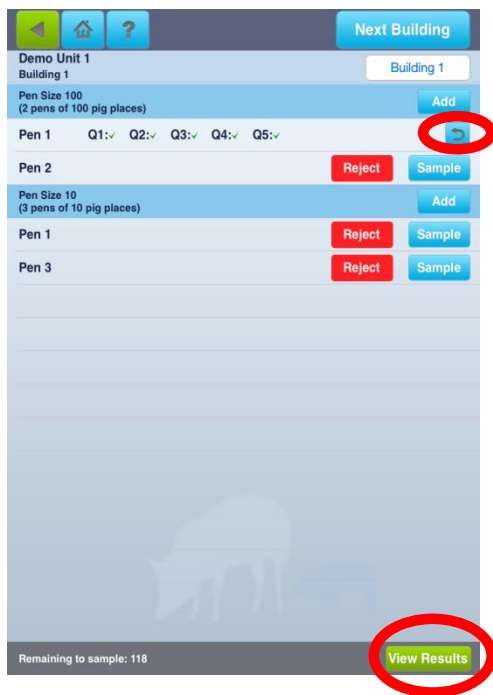 ?
Next Building
Demo Unit 1
Building 1
Building 1
Pen Size 100
(2 pens of 100 pig places)
Add
Pen 1 Q1:✓ Q2:✓ Q3:✓ Q4:✓ Q5:✓
Pen 2 Reject Sample
Pen Size 10
(3 pens of 10 pig places)
Add
Pen 1 Reject Sample
Pen 3 Reject Sample
Remaining to sample: 118
View Results